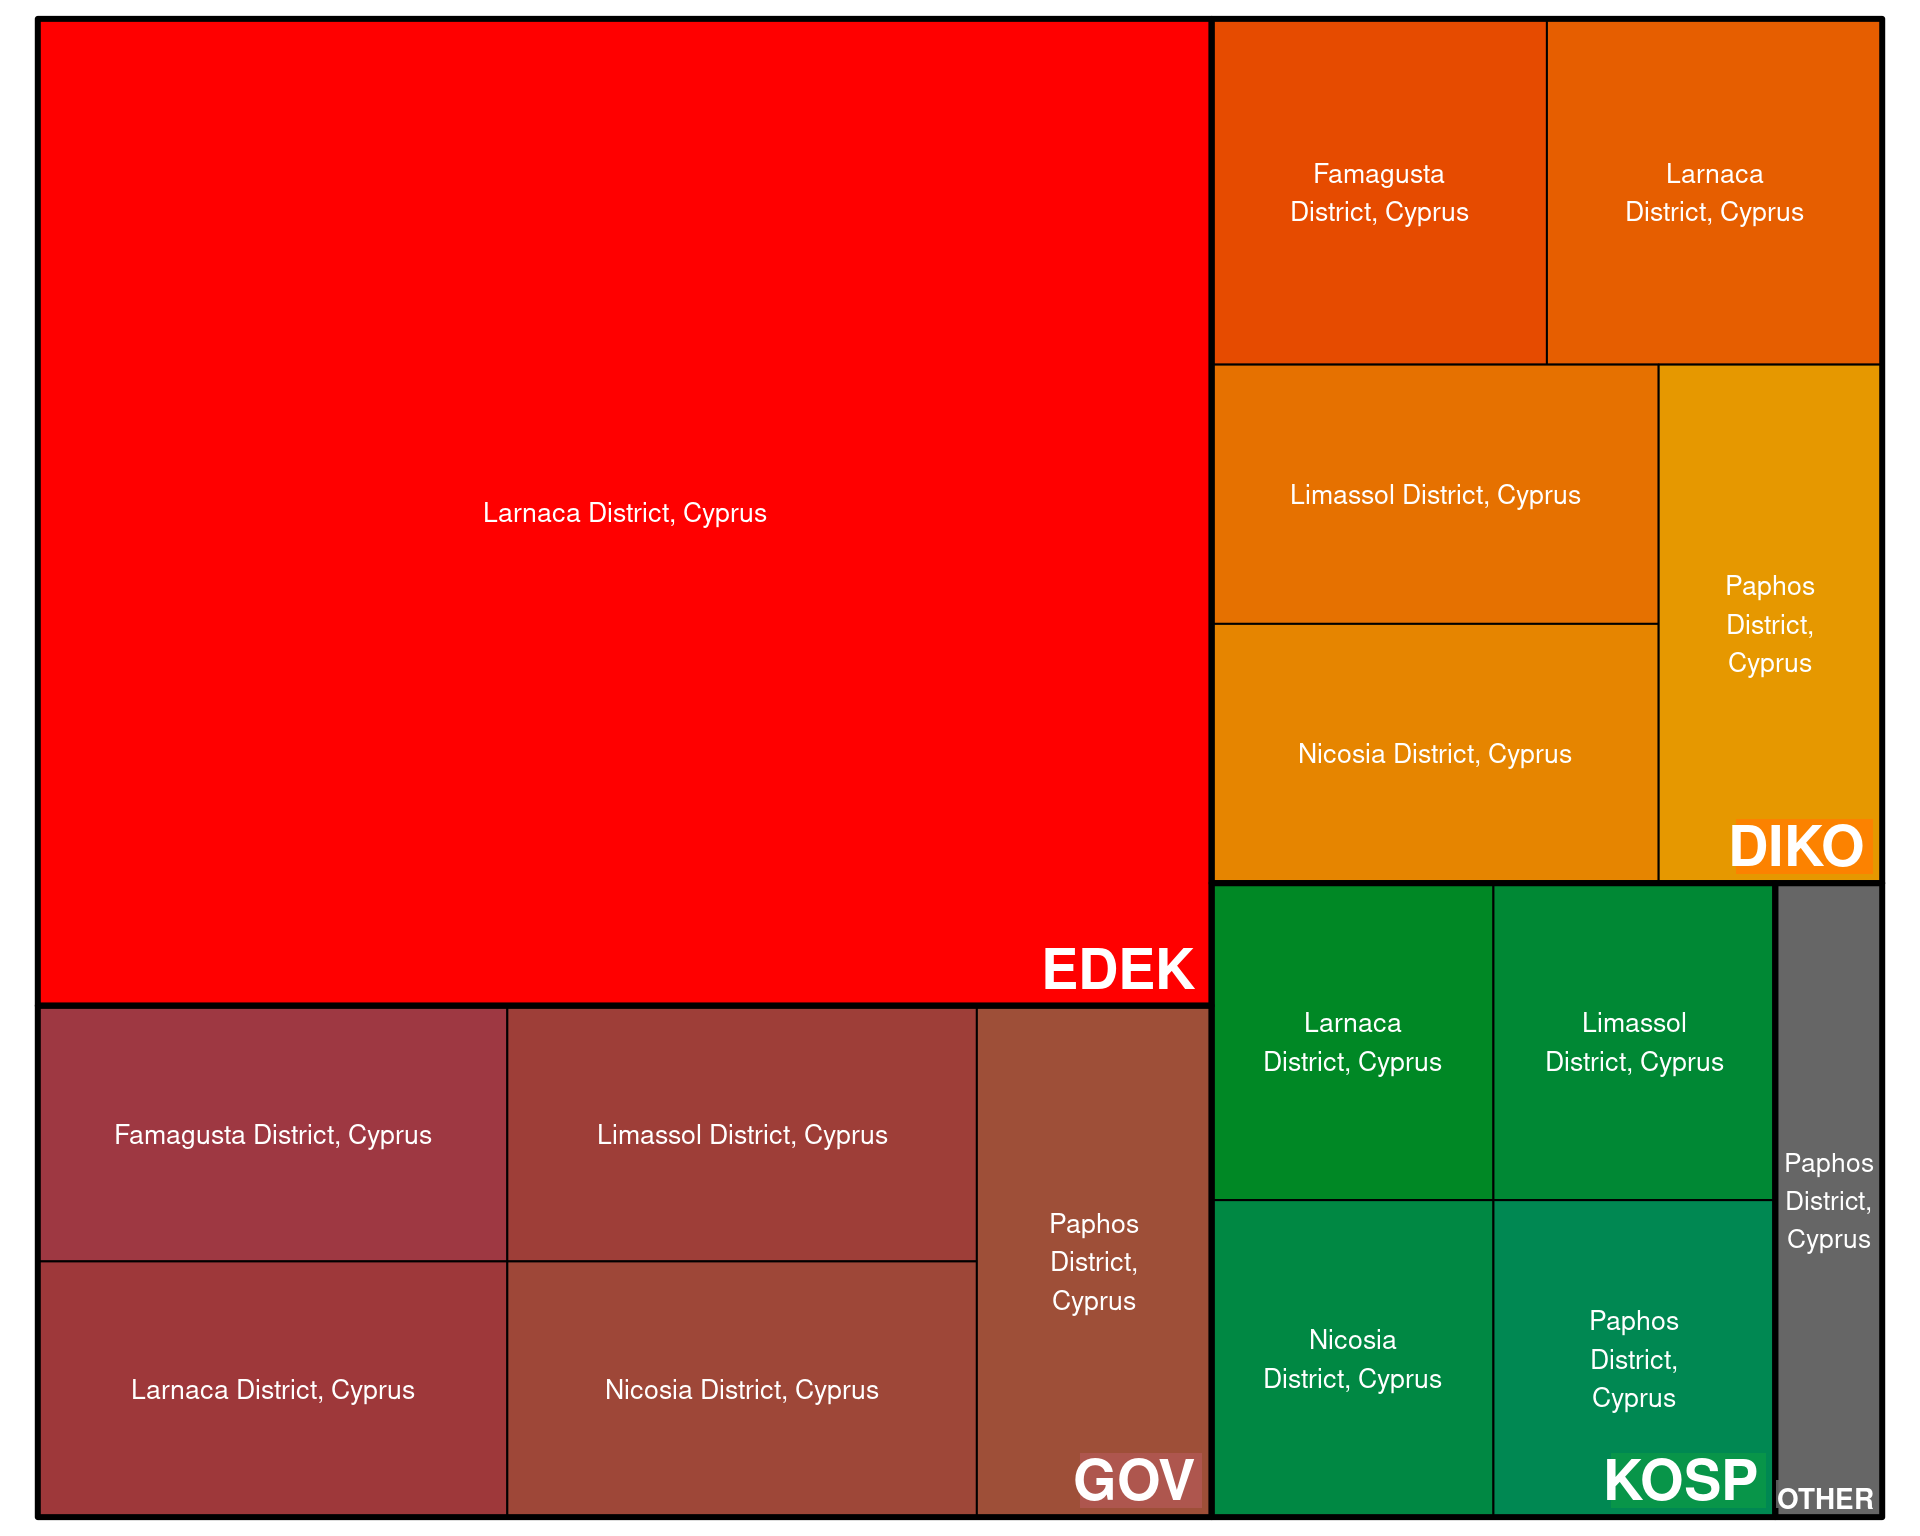 Larnaca District, Cyprus
EDEK
Famagusta
District, Cyprus
Larnaca
District, Cyprus
Limassol District, Cyprus
Nicosia District, Cyprus
Paphos
District,
Cyprus
DIKO
Famagusta District, Cyprus
Limassol District, Cyprus
Larnaca District, Cyprus
Nicosia District, Cyprus
Paphos
District,
Cyprus
GOV
Larnaca
District, Cyprus
Limassol
District, Cyprus
Nicosia
District, Cyprus
Paphos
District,
Cyprus
KOSP
Paphos
District,
Cyprus
OTHER